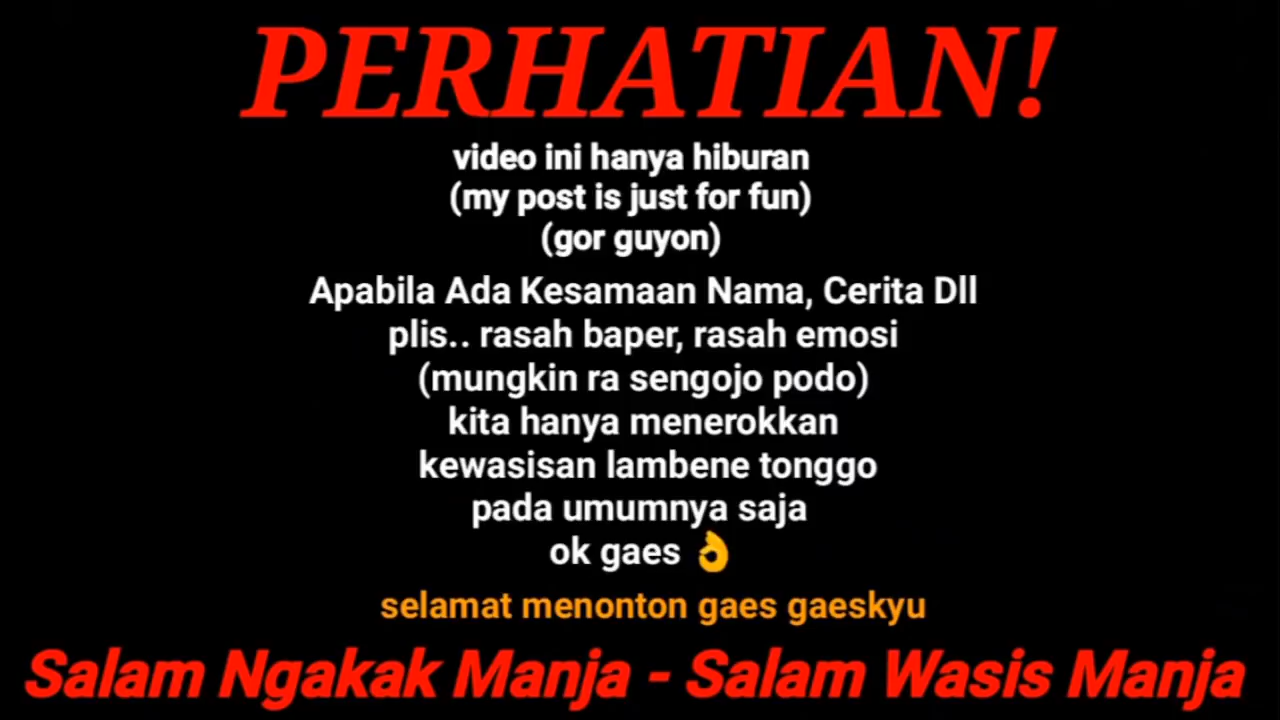 PERHATIAN!
video ini hanya hiburan
(my post is just for fun)
(gor guyon)
Apabila Ada Kesamaan Nama, Cerita Dll
plis.. rasah baper, rasah emosi
(mungkin ra sengojo podo)
kita hanya menerokkan
kewasisan lambene tonggo
pada umumnya saja
ok gaes 👌
selamat menonton gaes gaeskyu
Salam Ngakak Manja - Salam Wasis Manja